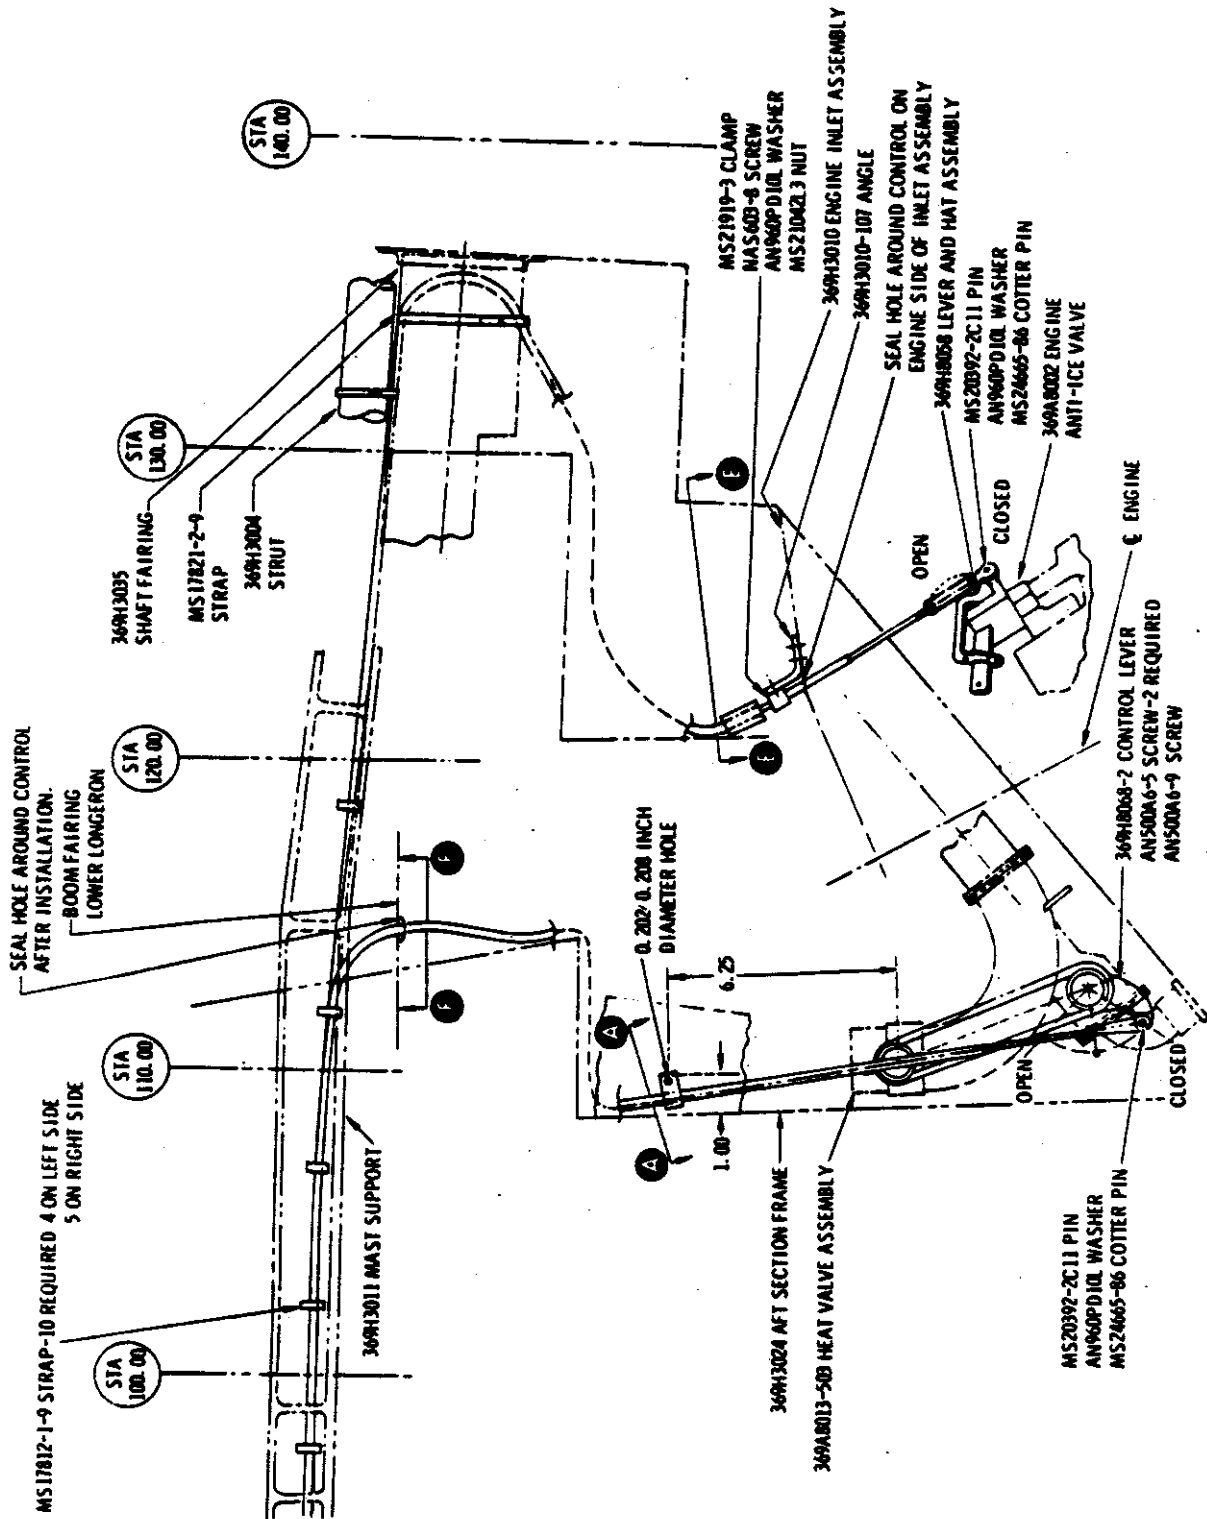 MS17812-1-9 STRAP-10 REQUIRED 4 ON LEFT SIDE
5 ON RIGHT SIDE
SEAL HOLE AROUND CONTROL
AFTER INSTALLATION.
BOOM FAIRING
LOWER LONGERON
369H3035
SHAFT FAIRING
MS17821-2-9
STRAP
369H3004
STRUT
STA
100.00
STA
110.00
STA
120.00
STA
130.00
STA
140.00
369H3011 MAST SUPPORT
F
F
E
E
MS21919-3 CLAMP
NAS603-8 SCREW
AN960PD10L WASHER
MS21042L3 NUT
369H3010 ENGINE INLET ASSEMBLY
369H3010-107 ANGLE
SEAL HOLE AROUND CONTROL ON
ENGINE SIDE OF INLET ASSEMBLY
369H8058 LEVER AND HAT ASSEMBLY
MS20392-2C11 PIN
AN960PD10L WASHER
MS24665-86 COTTER PIN
369A8002 ENGINE
ANTI-ICE VALVE
OPEN
CLOSED
℄ ENGINE
0.202/0.208 INCH
DIAMETER HOLE
6.25
A
A
1.00
369H3024 AFT SECTION FRAME
369A8013-503 HEAT VALVE ASSEMBLY
OPEN
CLOSED
369H8068-2 CONTROL LEVER
AN500A6-5 SCREW-2 REQUIRED
AN500A6-9 SCREW
MS20392-2C11 PIN
AN960PD10L WASHER
MS24665-86 COTTER PIN